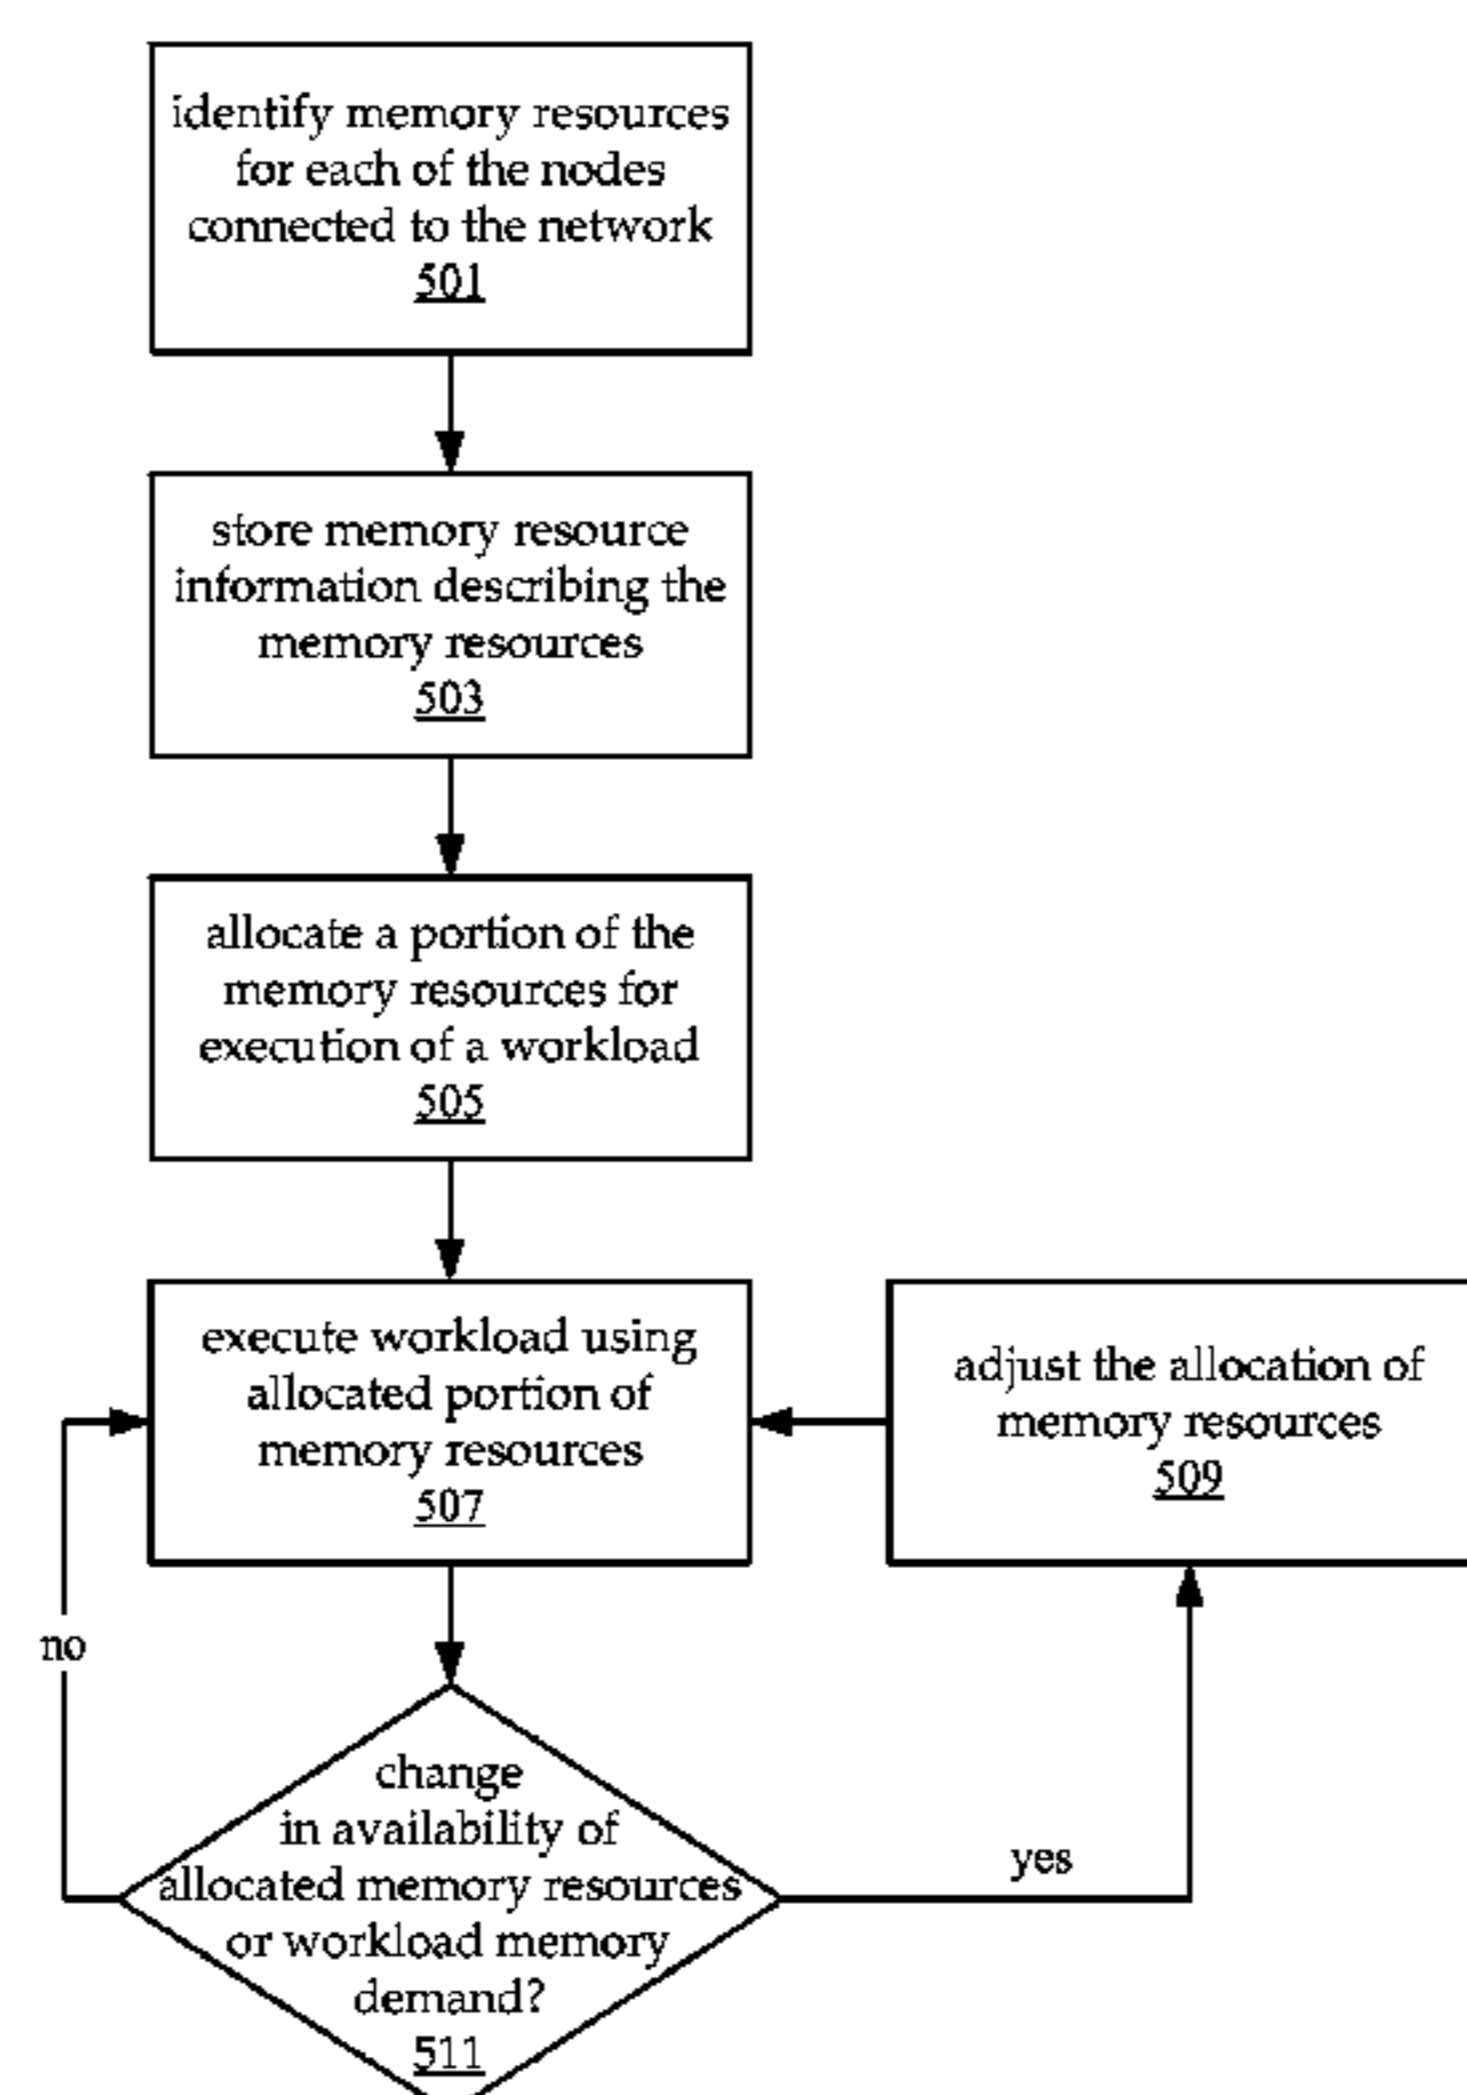 identify memory resources
for each of the nodes
connected to the network
501
store memory resource
information describing the
memory resources
503
allocate a portion of the
memory resources for
execution of a workload
505
execute workload using
allocated portion of
memory resources
507
adjust the allocation of
memory resources
509
no
change
in availability of
allocated memory resources
or workload memory
demand?
511
yes